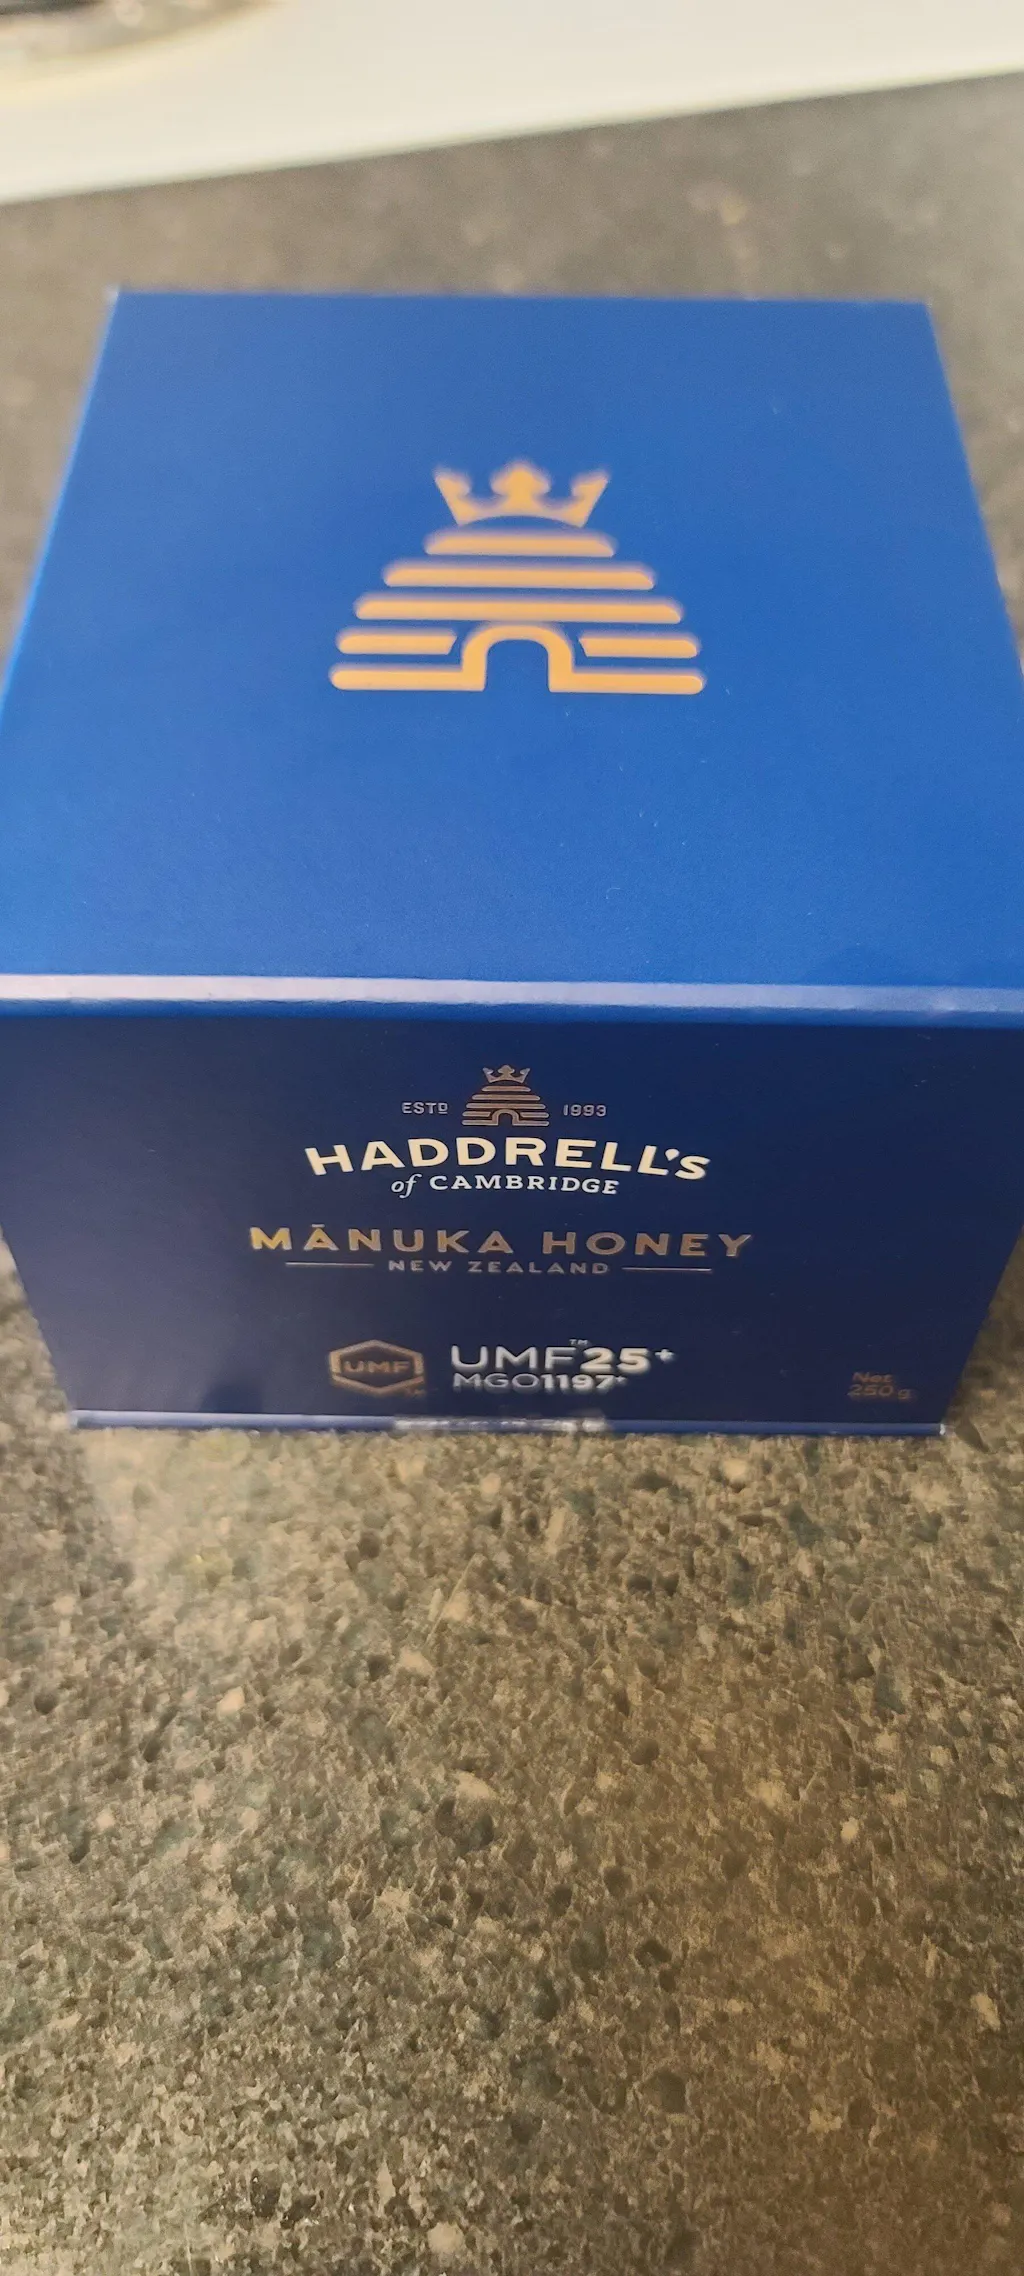 ESTD 1993
HADDRELL's
of CAMBRIDGE
MĀNUKA HONEY
NEW ZEALAND
UMF UMF™25+
MGO1197+
Net
250g